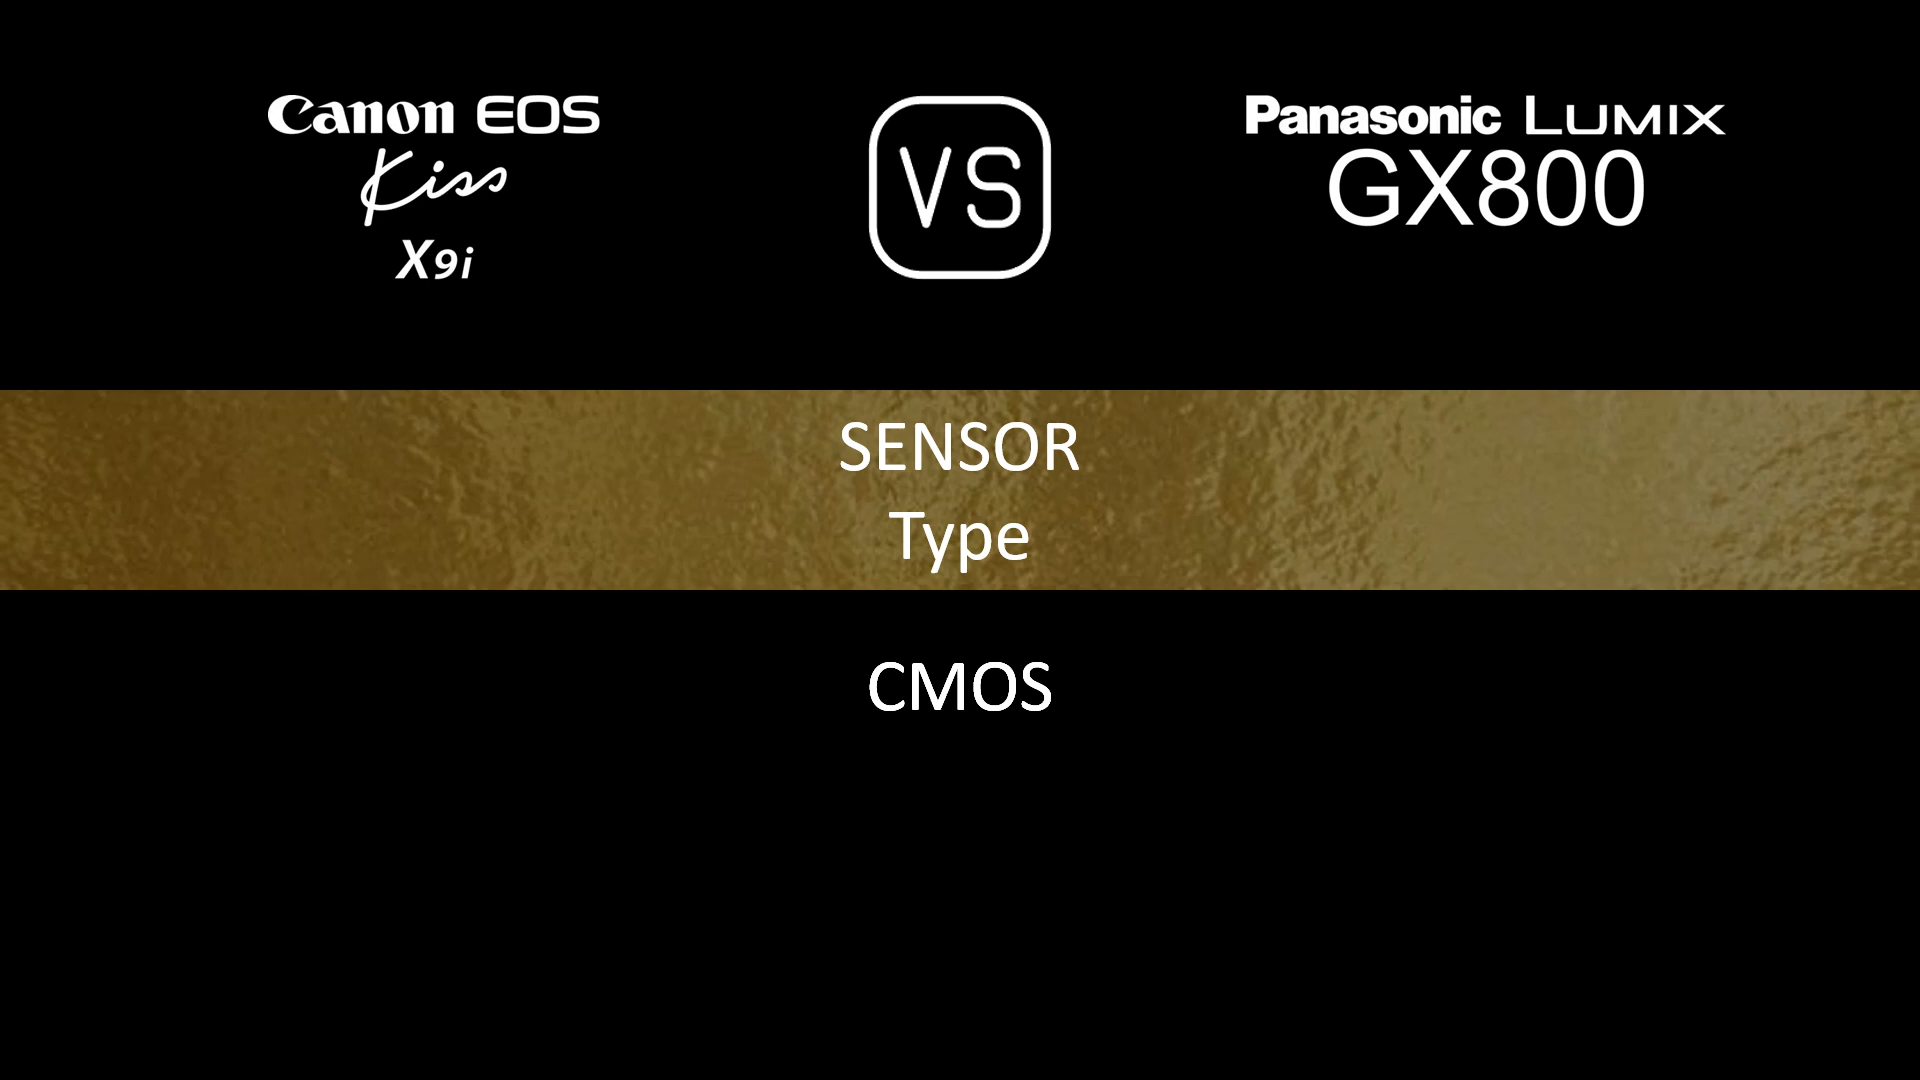 Canon EOS
Kiss
X9i
VS
Panasonic LUMIX
GX800
SENSOR
Type
CMOS